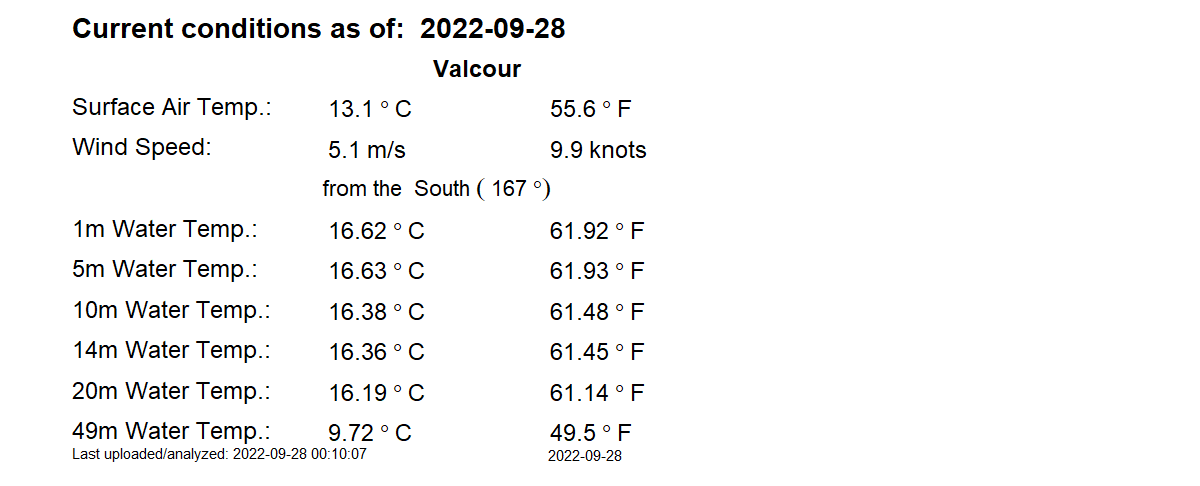 Current conditions as of:  2022-09-28
Valcour
Surface Air Temp.: 13.1 ° C 55.6 ° F
Wind Speed: 5.1 m/s 9.9 knots
from the  South ( 167 °)
1m Water Temp.: 16.62 ° C 61.92 ° F
5m Water Temp.: 16.63 ° C 61.93 ° F
10m Water Temp.: 16.38 ° C 61.48 ° F
14m Water Temp.: 16.36 ° C 61.45 ° F
20m Water Temp.: 16.19 ° C 61.14 ° F
49m Water Temp.: 9.72 ° C 49.5 ° F
Last uploaded/analyzed: 2022-09-28 00:10:07 2022-09-28